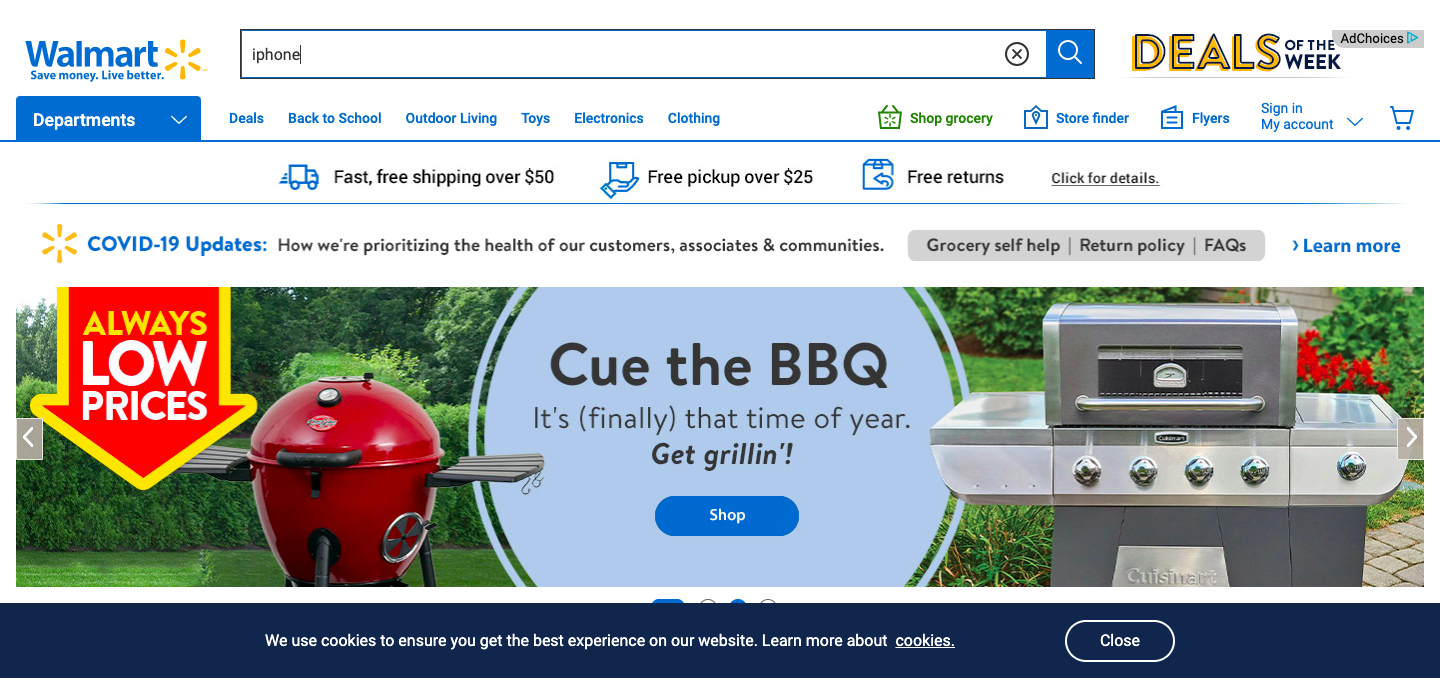 Walmart
Save money. Live better.
iphone
DEALS OF THE WEEK
AdChoices
Departments
Deals
Back to School
Outdoor Living
Toys
Electronics
Clothing
Shop grocery
Store finder
Flyers
Sign in
My account
Fast, free shipping over $50
Free pickup over $25
Free returns
Click for details.
COVID-19 Updates: How we're prioritizing the health of our customers, associates & communities.
Grocery self help | Return policy | FAQs
› Learn more
ALWAYS
LOW
PRICES
Cue the BBQ
It's (finally) that time of year.
Get grillin'!
Shop
Cuisinart
Cuisinart
We use cookies to ensure you get the best experience on our website. Learn more about cookies.
Close